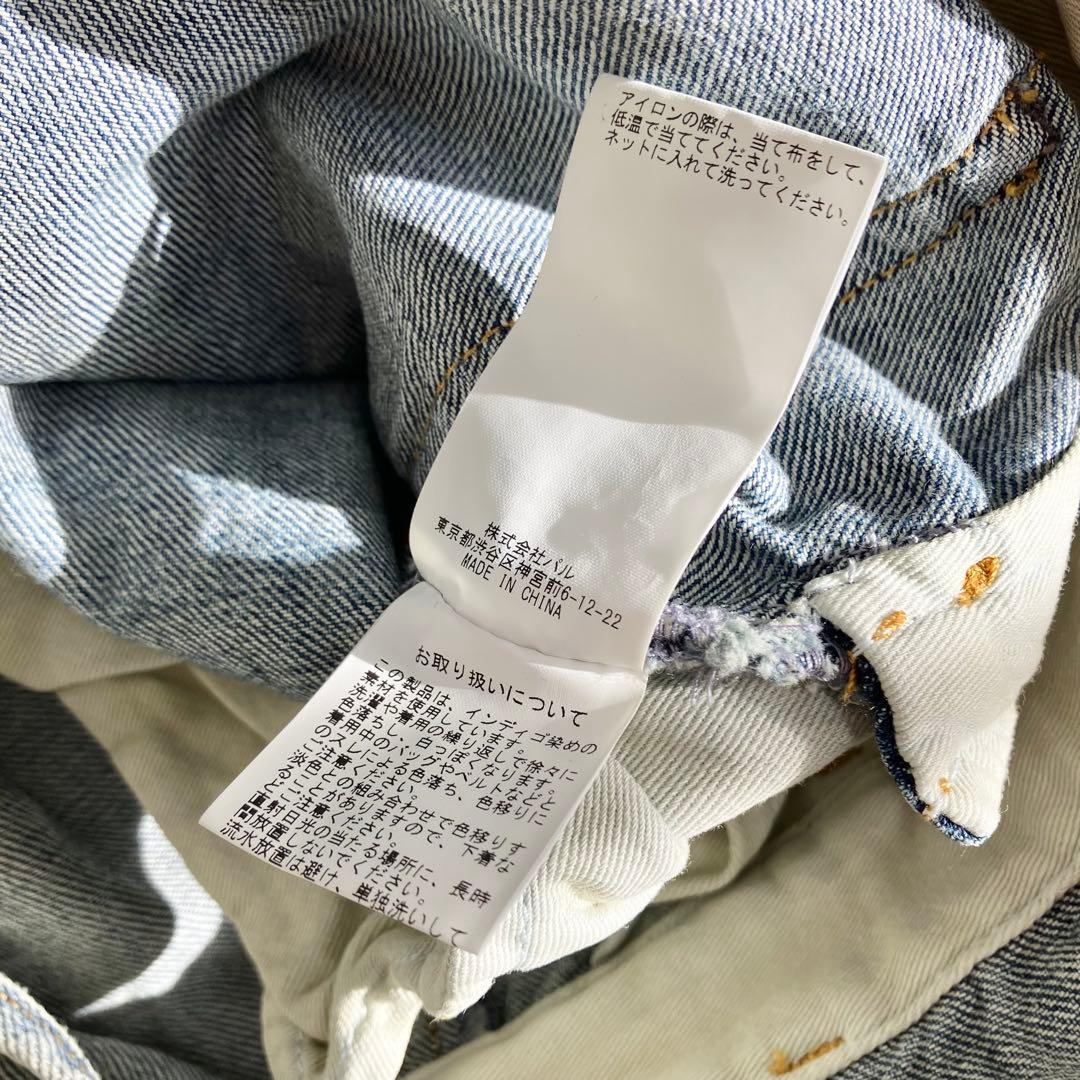 アイロンの際は、当て布をして、
低温で当ててください。
ネットに入れて洗ってください。
株式会社パル
東京都渋谷区神宮前6-12-22
MADE IN CHINA
お取り扱いについて
この製品は、インディゴ染めの
素材を使用しています。
洗濯や着用の繰り返しで徐々に
色落ちし、白っぽくなります。
着用中のバッグやベルトなどと
のスレによる色落ち、色移りに
ご注意ください。
淡色との組み合わせで色移りす
ることがありますので、下着な
どにご注意ください。
直射日光の当たる場所に、長時
間放置しないでください。
流水放置は避け、単独洗いして